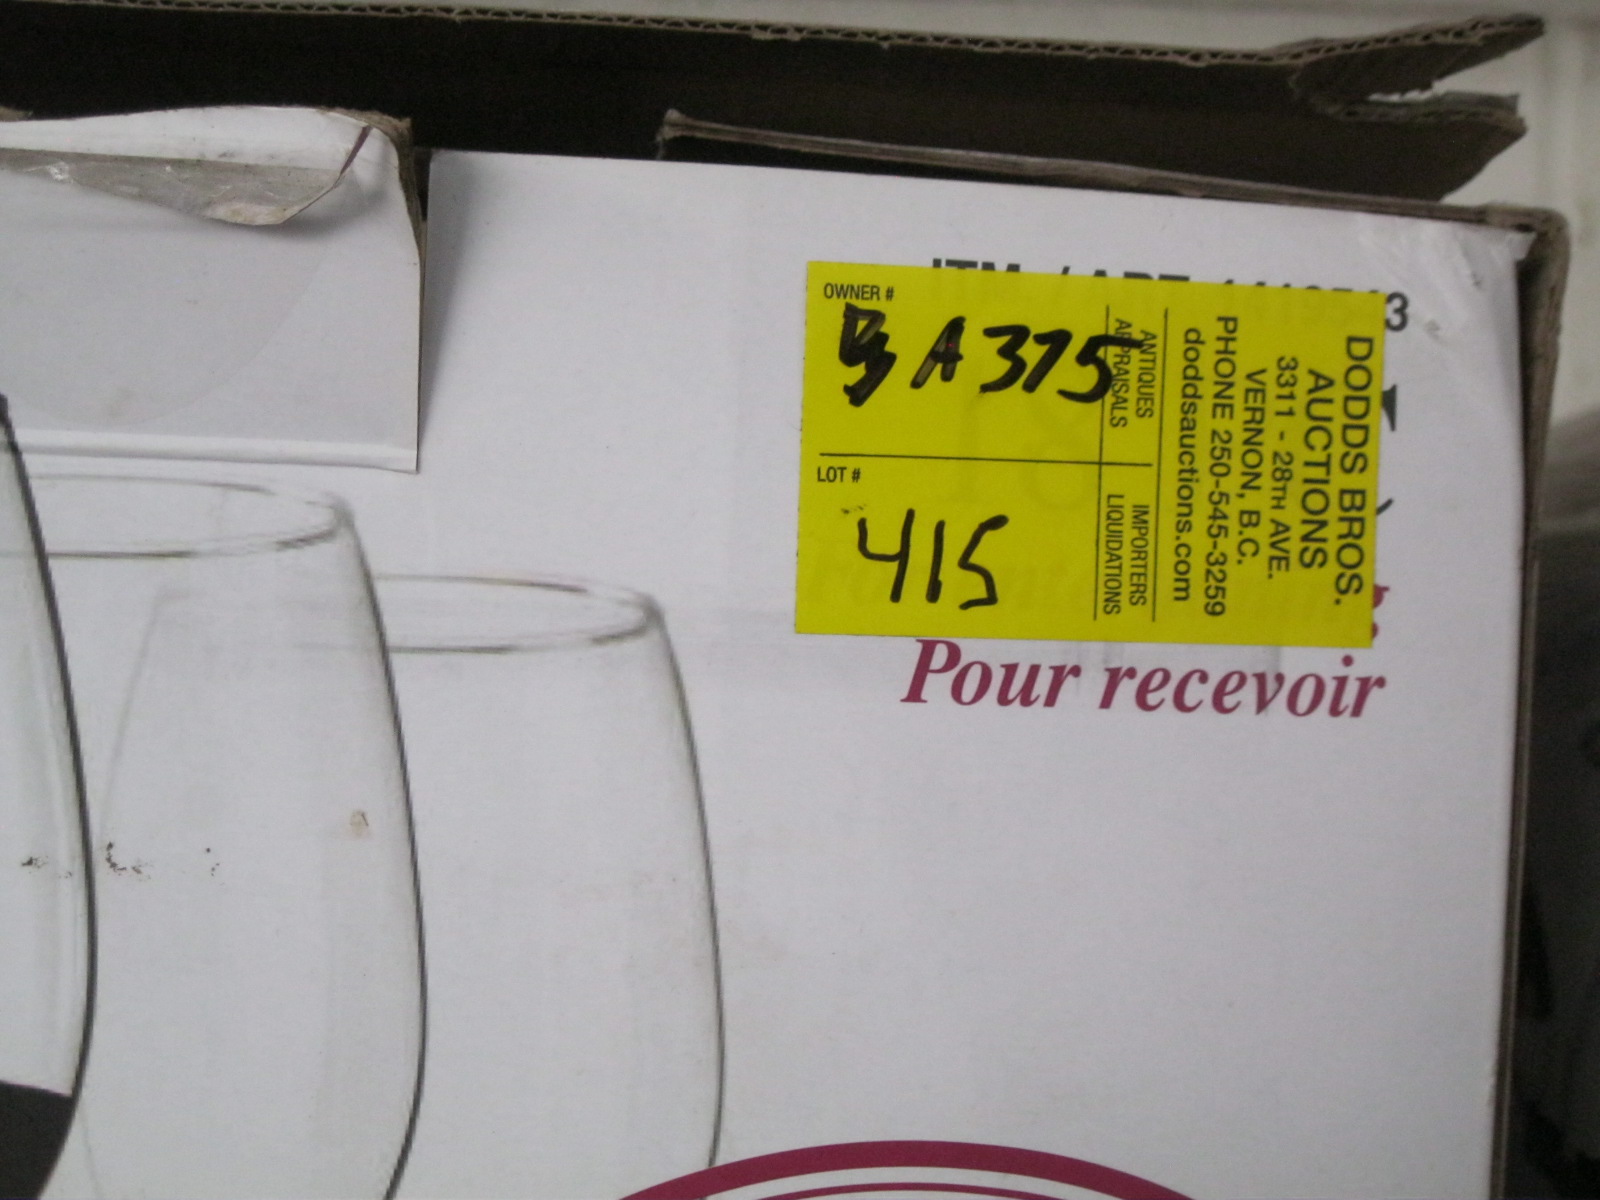 OWNER #
A 375
LOT #
415
ANTIQUES
APPRAISALS
IMPORTERS
LIQUIDATIONS
DODDS BROS.
AUCTIONS
3311 - 28TH AVE.
VERNON, B.C.
PHONE 250-545-3259
doddsauctions.com
Pour recevoir